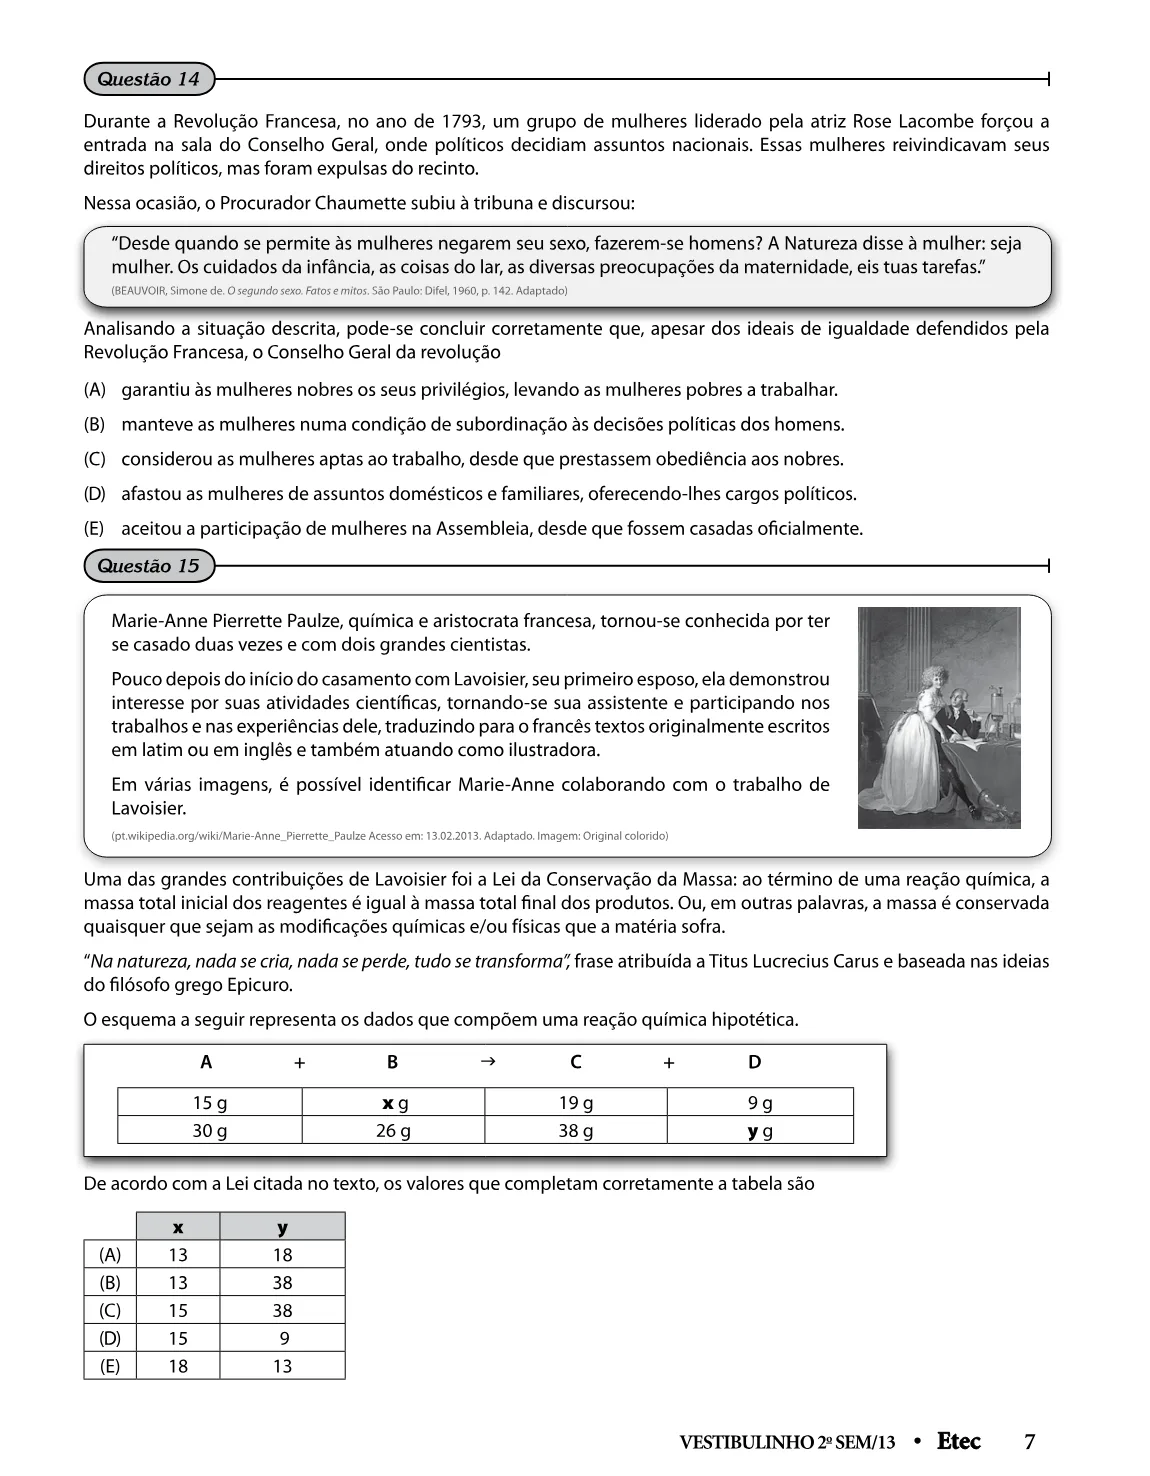 Questão 14
Durante a Revolução Francesa, no ano de 1793, um grupo de mulheres liderado pela atriz Rose Lacombe forçou a
entrada na sala do Conselho Geral, onde políticos decidiam assuntos nacionais. Essas mulheres reivindicavam seus
direitos políticos, mas foram expulsas do recinto.
Nessa ocasião, o Procurador Chaumette subiu à tribuna e discursou:
“Desde quando se permite às mulheres negarem seu sexo, fazerem-se homens? A Natureza disse à mulher: seja
mulher. Os cuidados da infância, as coisas do lar, as diversas preocupações da maternidade, eis tuas tarefas.”
(BEAUVOIR, Simone de. O segundo sexo. Fatos e mitos. São Paulo: Difel, 1960, p. 142. Adaptado)
Analisando a situação descrita, pode-se concluir corretamente que, apesar dos ideais de igualdade defendidos pela
Revolução Francesa, o Conselho Geral da revolução
(A) garantiu às mulheres nobres os seus privilégios, levando as mulheres pobres a trabalhar.
(B) manteve as mulheres numa condição de subordinação às decisões políticas dos homens.
(C) considerou as mulheres aptas ao trabalho, desde que prestassem obediência aos nobres.
(D) afastou as mulheres de assuntos domésticos e familiares, oferecendo-lhes cargos políticos.
(E) aceitou a participação de mulheres na Assembleia, desde que fossem casadas oficialmente.
Questão 15
Marie-Anne Pierrette Paulze, química e aristocrata francesa, tornou-se conhecida por ter
se casado duas vezes e com dois grandes cientistas.
Pouco depois do início do casamento com Lavoisier, seu primeiro esposo, ela demonstrou
interesse por suas atividades científicas, tornando-se sua assistente e participando nos
trabalhos e nas experiências dele, traduzindo para o francês textos originalmente escritos
em latim ou em inglês e também atuando como ilustradora.
Em várias imagens, é possível identificar Marie-Anne colaborando com o trabalho de
Lavoisier.
(pt.wikipedia.org/wiki/Marie-Anne_Pierrette_Paulze Acesso em: 13.02.2013. Adaptado. Imagem: Original colorido)
Uma das grandes contribuições de Lavoisier foi a Lei da Conservação da Massa: ao término de uma reação química, a
massa total inicial dos reagentes é igual à massa total final dos produtos. Ou, em outras palavras, a massa é conservada
quaisquer que sejam as modificações químicas e/ou físicas que a matéria sofra.
“Na natureza, nada se cria, nada se perde, tudo se transforma”, frase atribuída a Titus Lucrecius Carus e baseada nas ideias
do filósofo grego Epicuro.
O esquema a seguir representa os dados que compõem uma reação química hipotética.
A + B → C + D
15 g x g 19 g 9 g
30 g 26 g 38 g y g
De acordo com a Lei citada no texto, os valores que completam corretamente a tabela são
x y
(A) 13 18
(B) 13 38
(C) 15 38
(D) 15 9
(E) 18 13
VESTIBULINHO 2º SEM/13 • Etec 7